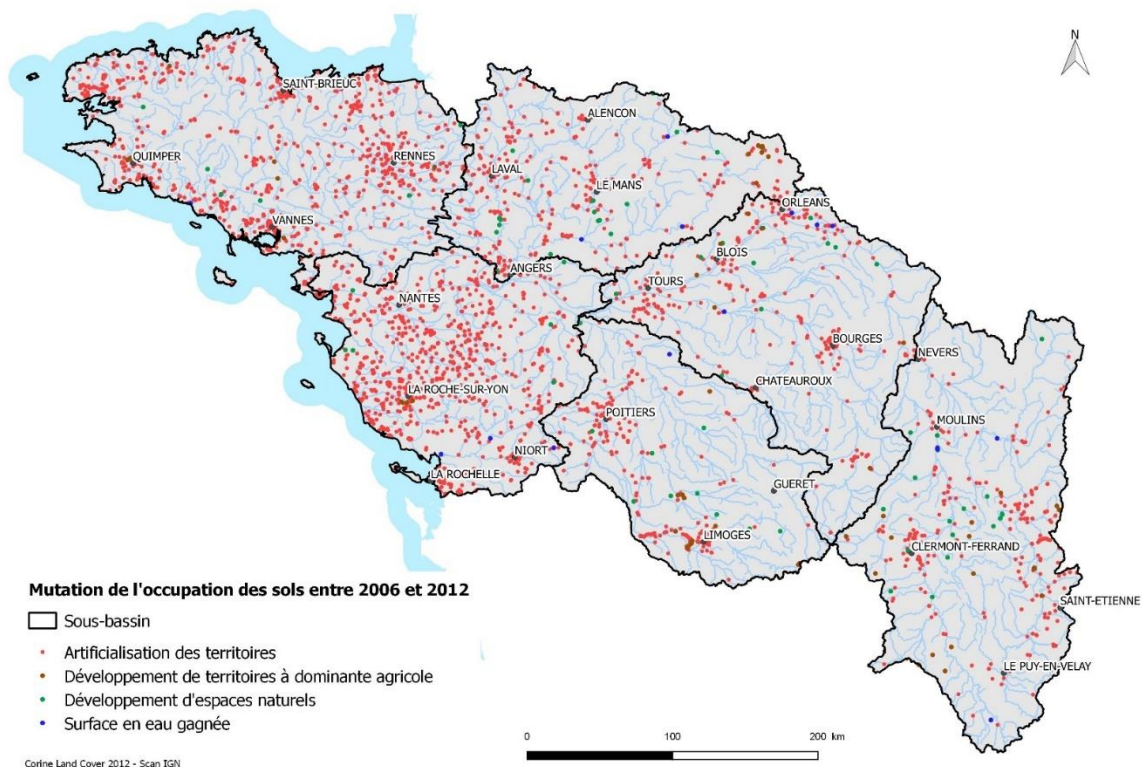 N
SAINT-BRIEUC
ALENCON
QUIMPER
RENNES
LAVAL
LE MANS
ORLEANS
VANNES
BLOIS
ANGERS
TOURS
NANTES
BOURGES
NEVERS
LA ROCHE-SUR-YON
CHATEAUROUX
POITIERS
MOULINS
NIORT
LA ROCHELLE
GUERET
LIMOGES
CLERMONT-FERRAND
SAINT-ETIENNE
LE PUY-EN-VELAY
Mutation de l'occupation des sols entre 2006 et 2012
Sous-bassin
Artificialisation des territoires
Développement de territoires à dominante agricole
Développement d'espaces naturels
Surface en eau gagnée
0 100 200 km
Corine Land Cover 2012 - Scan IGN